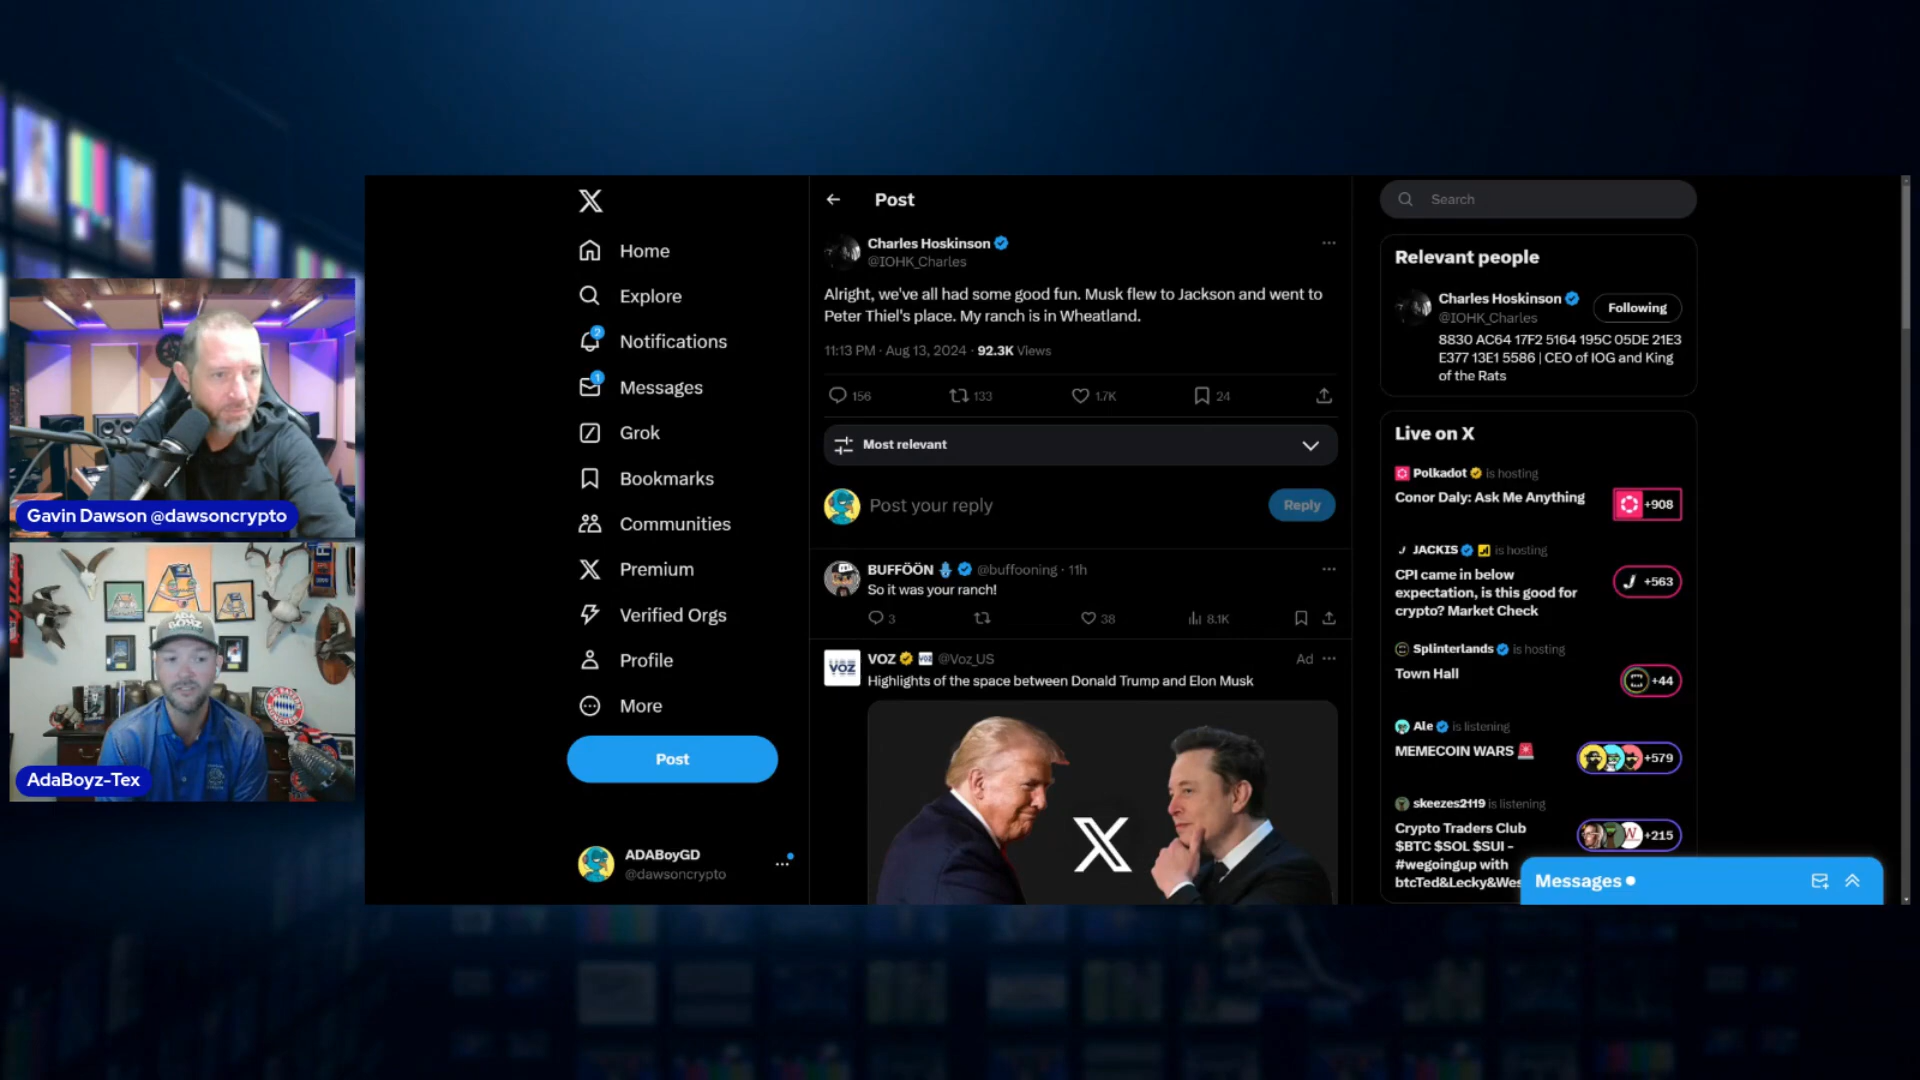 Gavin Dawson @dawsoncrypto
ADA
BOYZ
AdaBoyz-Tex
Home
Explore
2
Notifications
1
Messages
Grok
Bookmarks
Communities
Premium
Verified Orgs
Profile
More
Post
ADABoyGD
@dawsoncrypto
Post
Charles Hoskinson
@IOHK_Charles
Alright, we've all had some good fun. Musk flew to Jackson and went to
Peter Thiel's place. My ranch is in Wheatland.
11:13 PM · Aug 13, 2024 · 92.3K Views
156 133 1.7K 24
Most relevant
Post your reply
Reply
BUFFÖÖN @buffooning · 11h
So it was your ranch!
3 38 8.1K
VOZ
VOZ @Voz_US Ad
Highlights of the space between Donald Trump and Elon Musk
X
Search
Relevant people
Charles Hoskinson
@IOHK_Charles
Following
8830 AC64 17F2 5164 195C 05DE 21E3
E377 13E1 5586 | CEO of IOG and King
of the Rats
Live on X
Polkadot is hosting
Conor Daly: Ask Me Anything
+908
JACKIS is hosting
CPI came in below
expectation, is this good for
crypto? Market Check
+563
Splinterlands is hosting
Town Hall
+44
Ale is listening
MEMECOIN WARS 🚨
+579
skeezes2119 is listening
Crypto Traders Club
$BTC $SOL $SUI -
#wegoingup with
btcTed&Lecky&Wes
+215
Messages